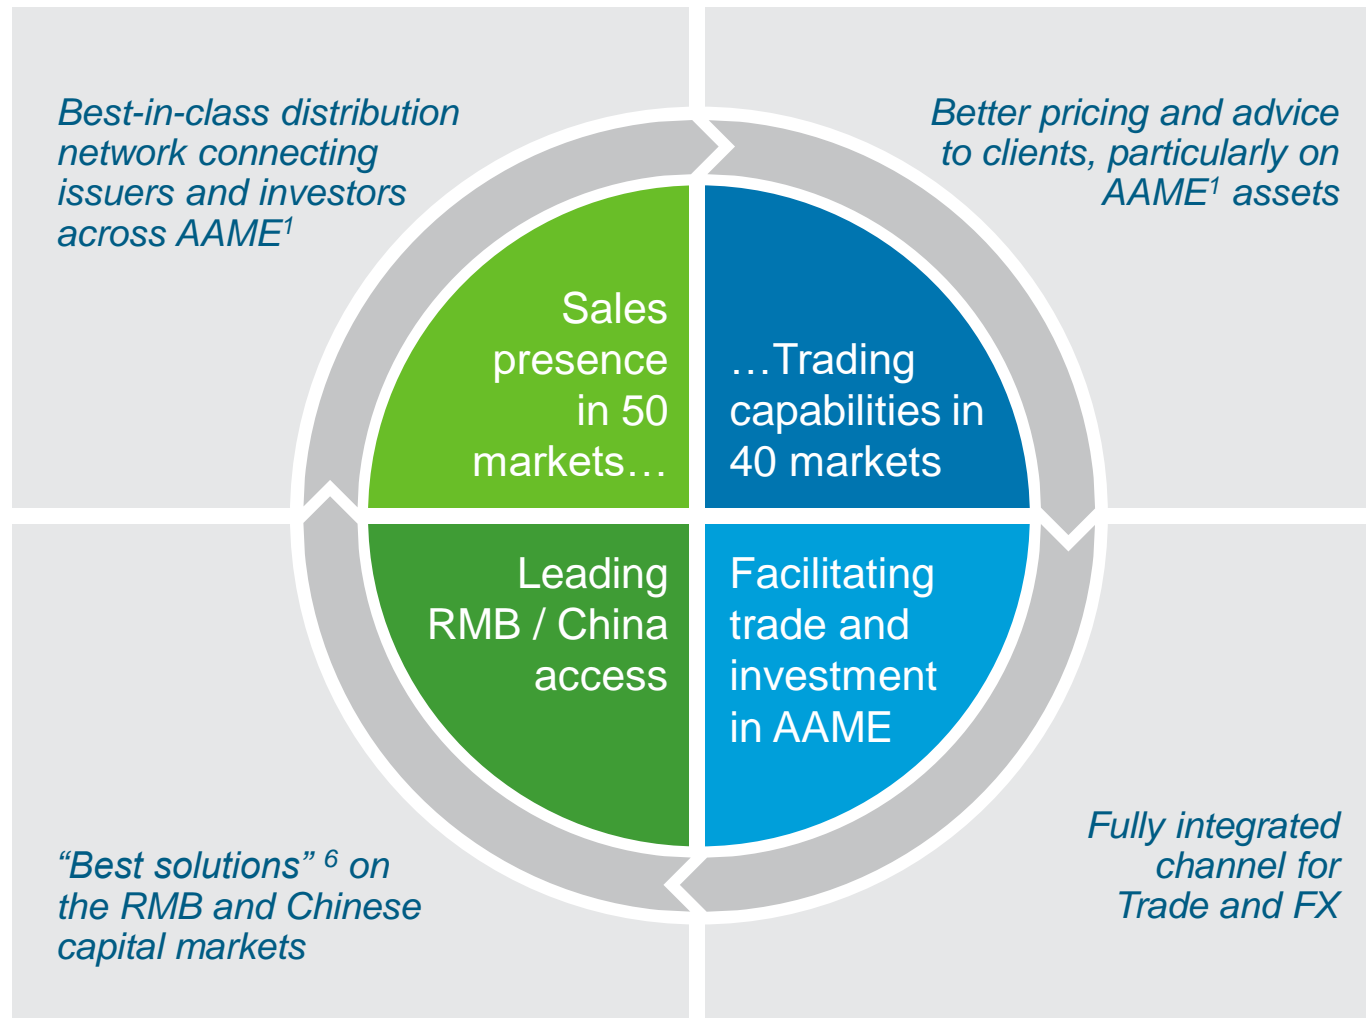 Best-in-class distribution
network connecting
issuers and investors
across AAME1
Better pricing and advice
to clients, particularly on
AAME1 assets
Sales
presence
in 50
markets…
…Trading
capabilities in
40 markets
Leading
RMB / China
access
Facilitating
trade and
investment
in AAME
“Best solutions” 6 on
the RMB and Chinese
capital markets
Fully integrated
channel for
Trade and FX